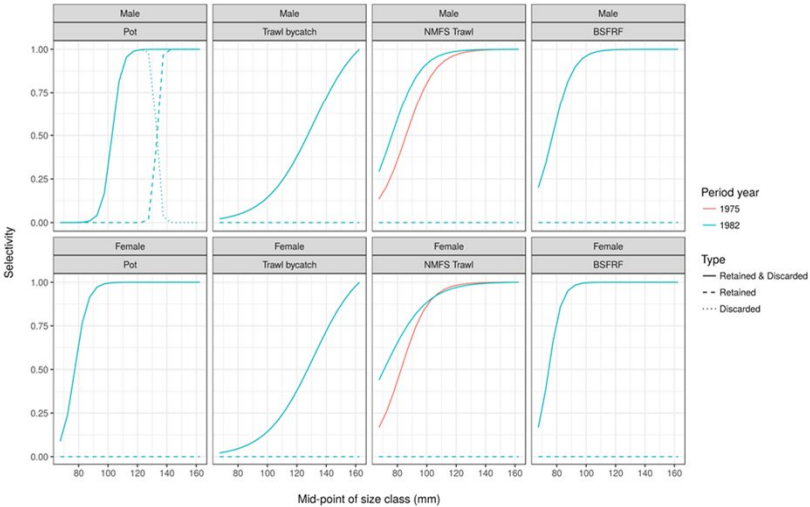 Male Male Male Male
Pot Trawl bycatch NMFS Trawl BSFRF
1.00
0.75
0.50
0.25
0.00
Female Female Female Female
Pot Trawl bycatch NMFS Trawl BSFRF
1.00
0.75
0.50
0.25
0.00
80 100 120 140 160 80 100 120 140 160 80 100 120 140 160 80 100 120 140 160
Mid-point of size class (mm)
Selectivity
Period year
1975
1982
Type
Retained & Discarded
Retained
Discarded